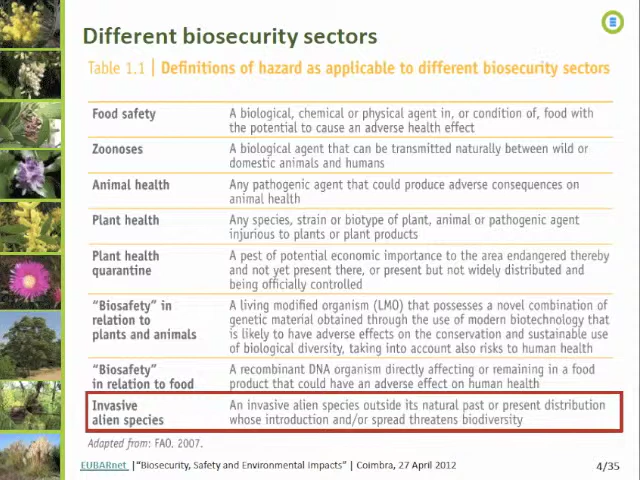 Different biosecurity sectors
Table 1.1 | Definitions of hazard as applicable to different biosecurity sectors
Food safety
A biological, chemical or physical agent in, or condition of, food with
the potential to cause an adverse health effect
Zoonoses
A biological agent that can be transmitted naturally between wild or
domestic animals and humans
Animal health
Any pathogenic agent that could produce adverse consequences on
animal health
Plant health
Any species, strain or biotype of plant, animal or pathogenic agent
injurious to plants or plant products
Plant health
quarantine
A pest of potential economic importance to the area endangered thereby
and not yet present there, or present but not widely distributed and
being officially controlled
"Biosafety" in
relation to
plants and animals
A living modified organism (LMO) that possesses a novel combination of
genetic material obtained through the use of modern biotechnology that
is likely to have adverse effects on the conservation and sustainable use
of biological diversity, taking into account also risks to human health
"Biosafety"
in relation to food
A recombinant DNA organism directly affecting or remaining in a food
product that could have an adverse effect on human health
Invasive
alien species
An invasive alien species outside its natural past or present distribution
whose introduction and/or spread threatens biodiversity
Adapted from: FAO, 2007.
EUBARnet |"Biosecurity, Safety and Environmental Impacts" | Coimbra, 27 April 2012
4/35